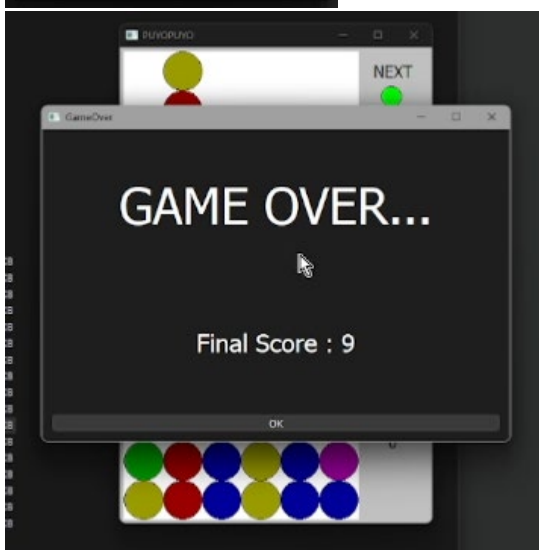 PUYOPUYO
NEXT
GameOver
GAME OVER...
Final Score : 9
OK